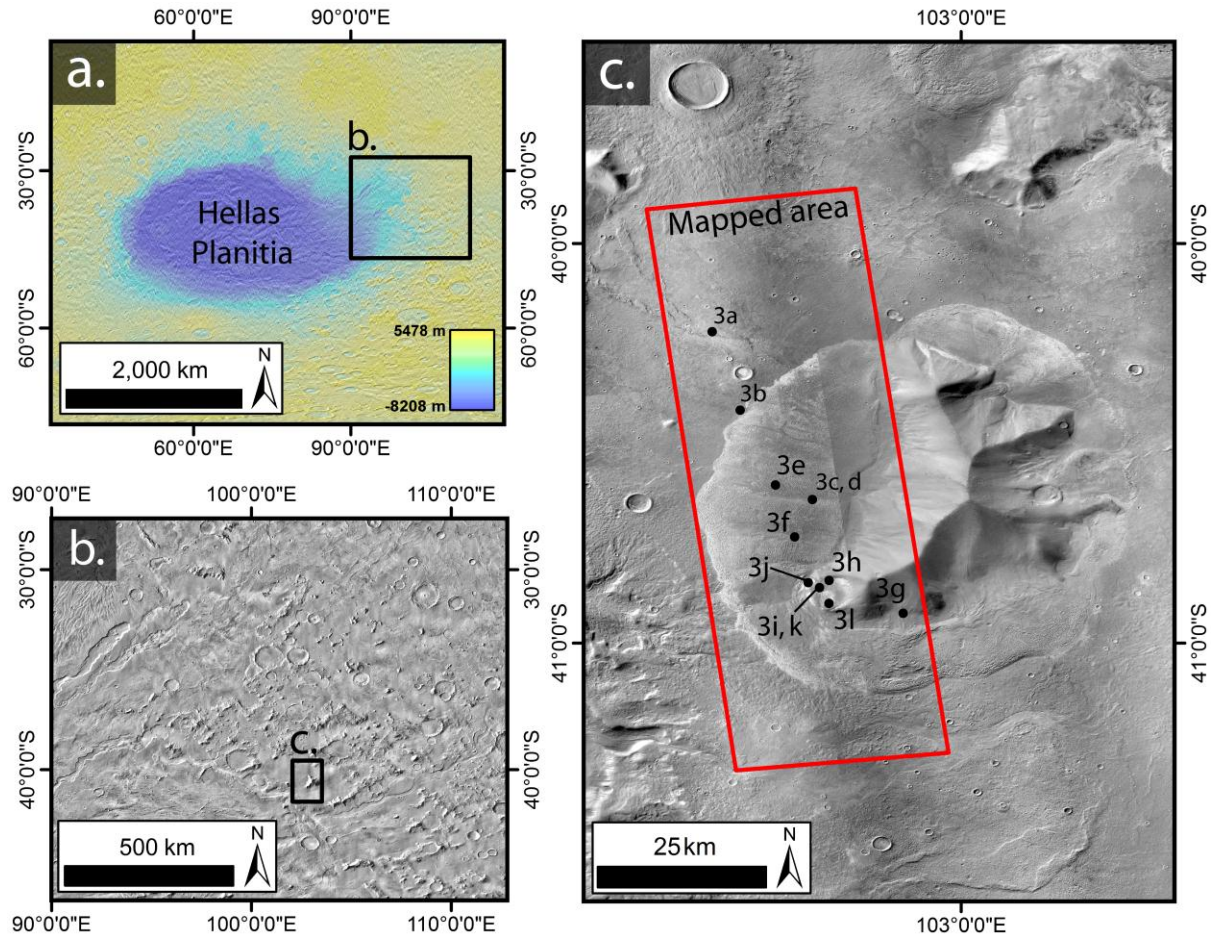 60°0'0"E 90°0'0"E
a.
b.
30°0'0"S 30°0'0"S
Hellas
Planitia
60°0'0"S 60°0'0"S
5478 m
-8208 m
2,000 km
N
60°0'0"E 90°0'0"E
90°0'0"E 100°0'0"E 110°0'0"E
b.
30°0'0"S 30°0'0"S
c.
40°0'0"S 40°0'0"S
500 km
N
90°0'0"E 100°0'0"E 110°0'0"E
103°0'0"E
c.
Mapped area
40°0'0"S 40°0'0"S
3a
3b
3e
3c, d
3f
3j 3h
3g
3i, k 3l
41°0'0"S 41°0'0"S
25km
N
103°0'0"E